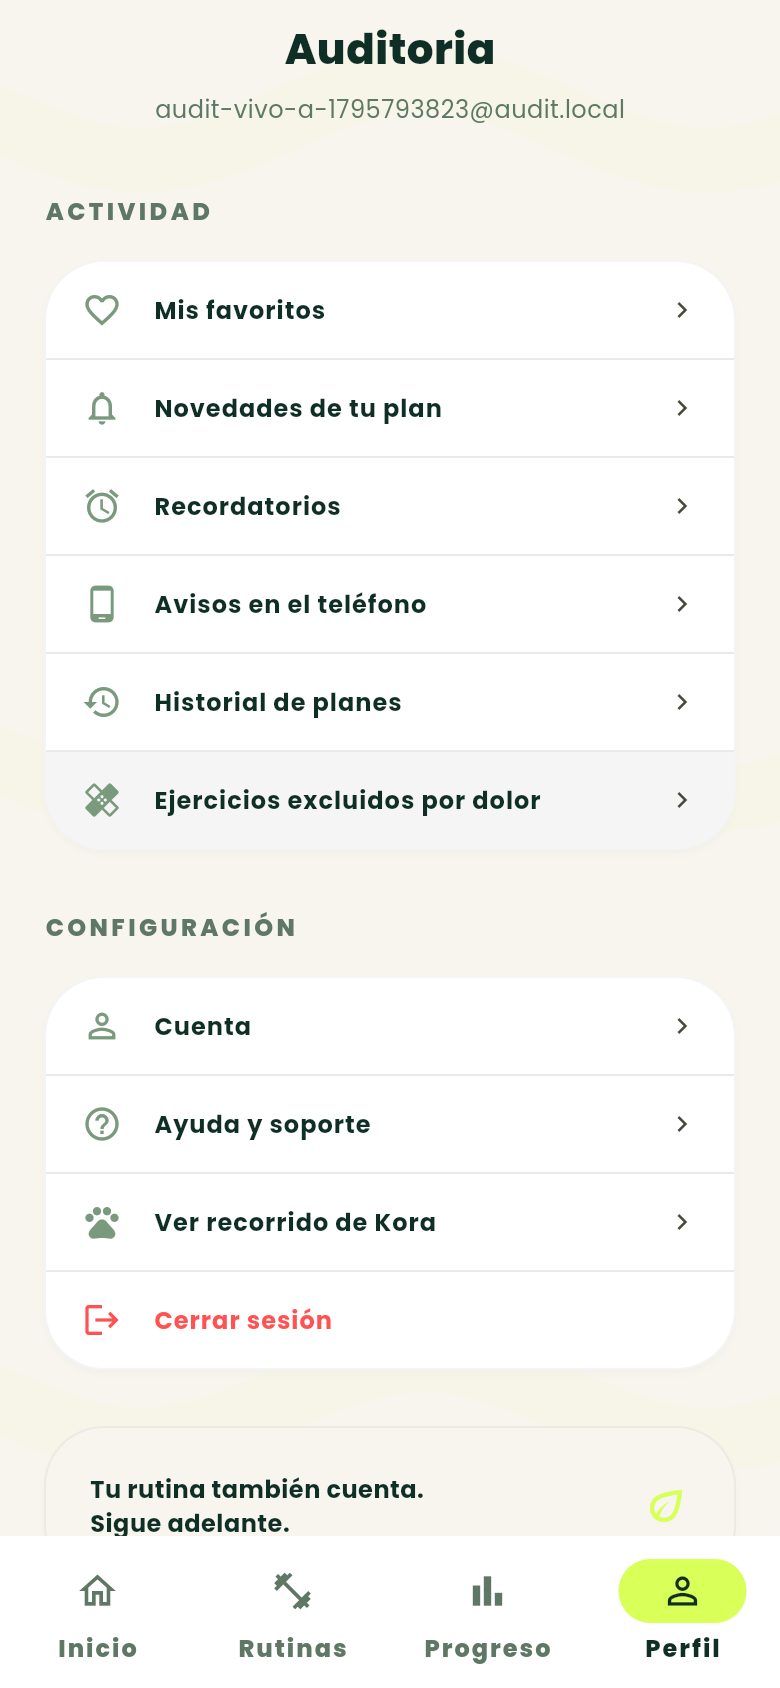 Auditoria
audit-vivo-a-1795793823@audit.local
ACTIVIDAD
Mis favoritos
Novedades de tu plan
Recordatorios
Avisos en el teléfono
Historial de planes
Ejercicios excluidos por dolor
CONFIGURACIÓN
Cuenta
Ayuda y soporte
Ver recorrido de Kora
Cerrar sesión
Tu rutina también cuenta.
Sigue adelante.
Inicio
Rutinas
Progreso
Perfil